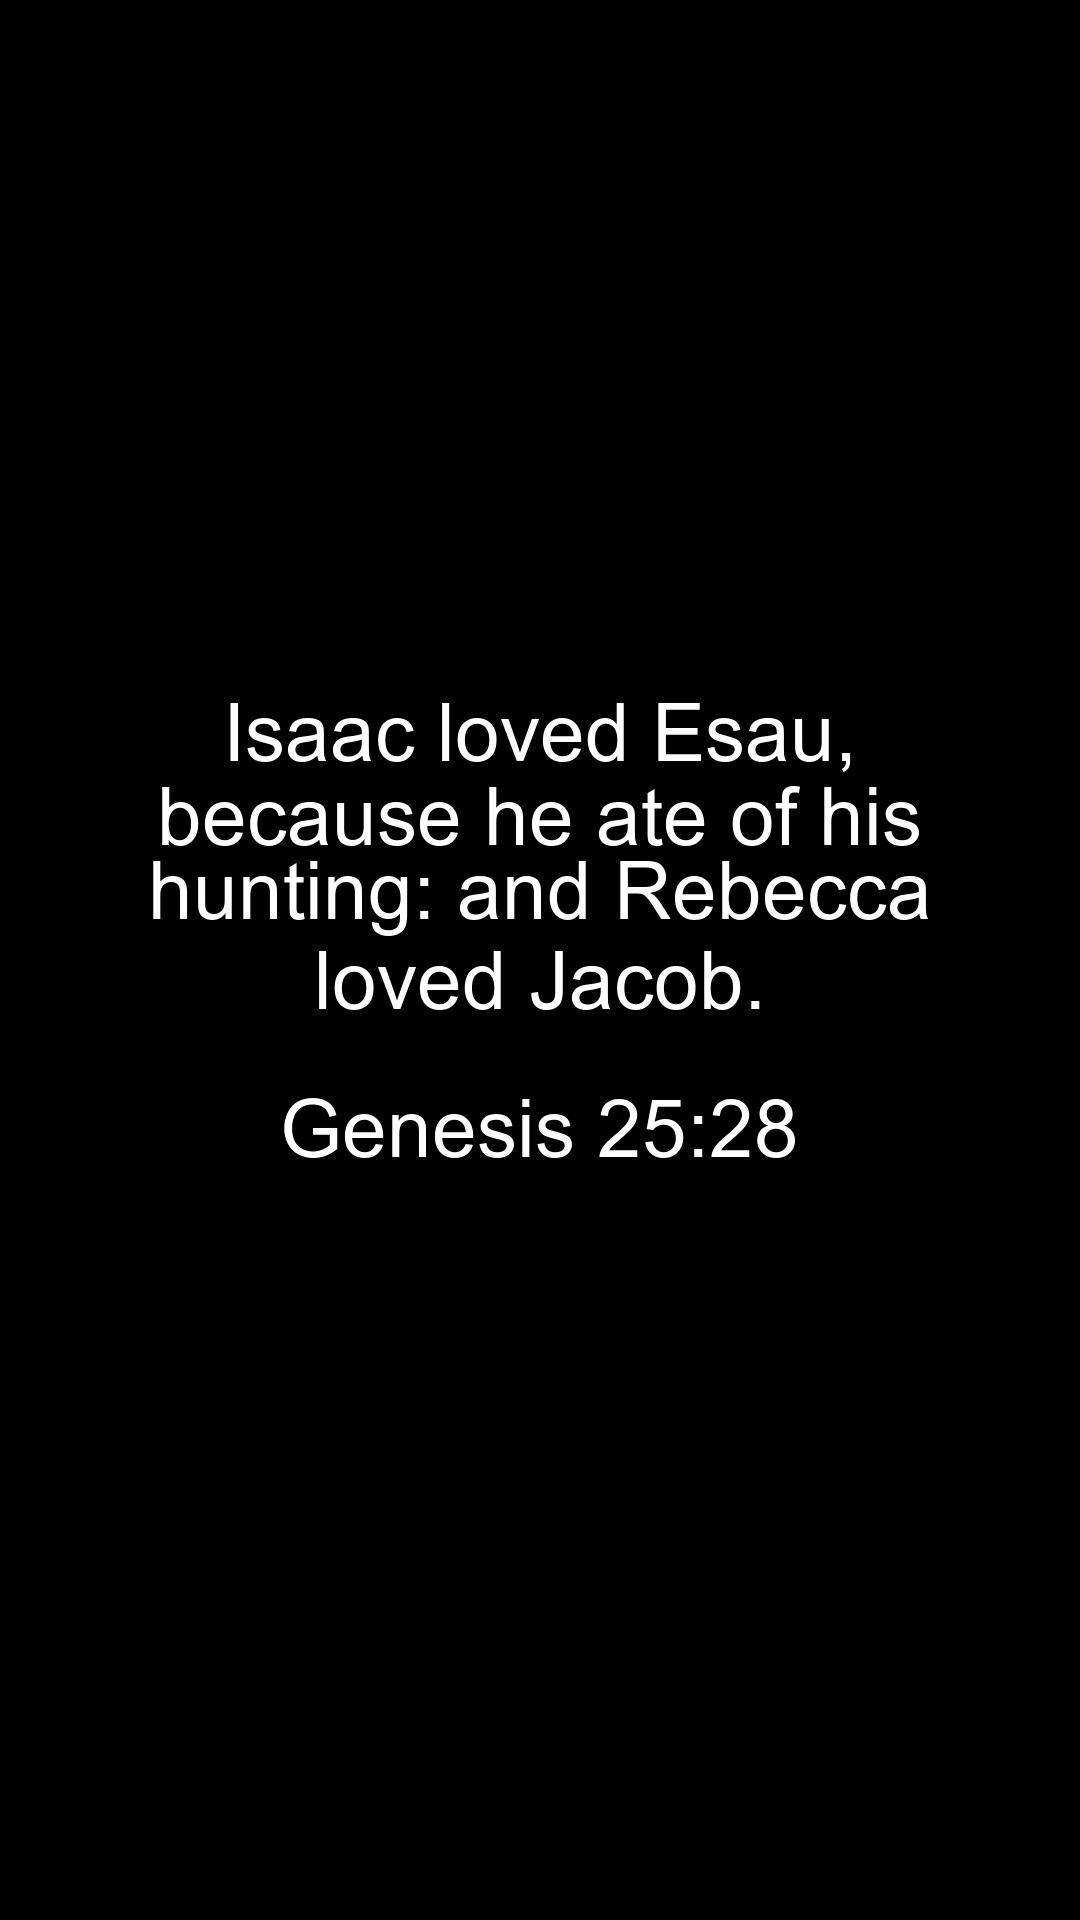 Isaac loved Esau,
because he ate of his
hunting: and Rebecca
loved Jacob.
Genesis 25:28